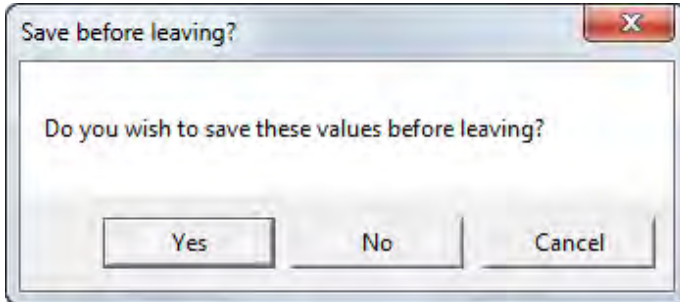 Save before leaving?
Do you wish to save these values before leaving?
Yes No Cancel